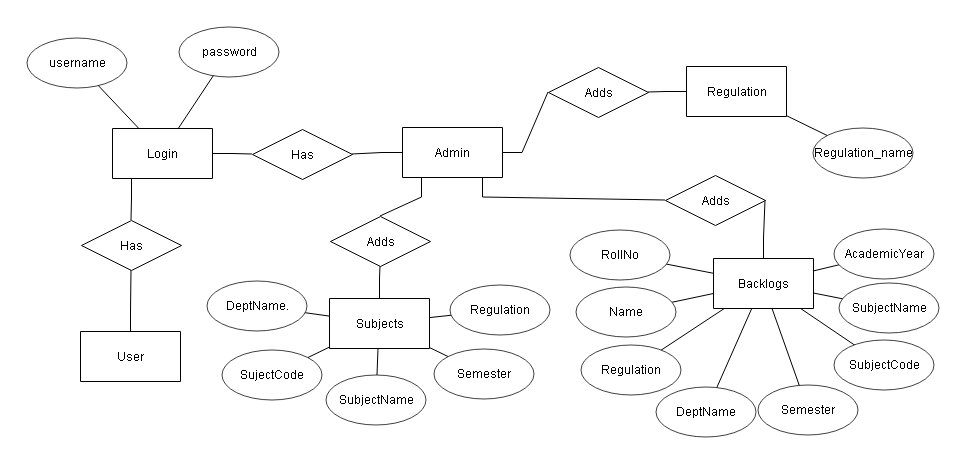 username
password
Login
Has
Admin
Adds
Regulation
Regulation_name
Has
Adds
Adds
User
DeptName.
Subjects
Regulation
SujectCode
SubjectName
Semester
RollNo
Name
Regulation
DeptName
Semester
SubjectCode
SubjectName
AcademicYear
Backlogs